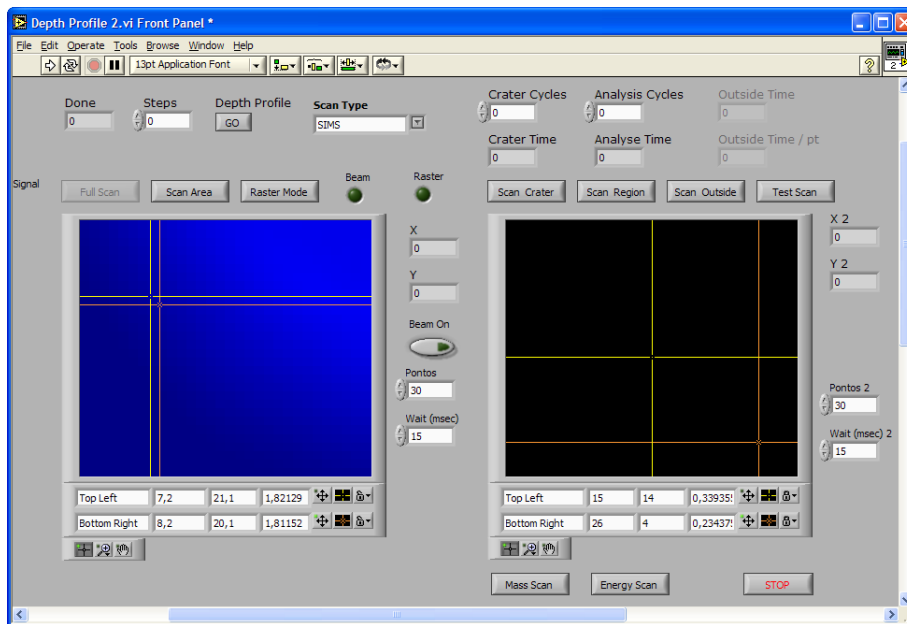 Depth Profile 2.vi Front Panel *
File Edit Operate Tools Browse Window Help
13pt Application Font
2
Done Steps Depth Profile Scan Type
0 0 GO SIMS
Crater Cycles Analysis Cycles Outside Time
0 0 0
Crater Time Analyse Time Outside Time / pt
0 0 0
Signal
Full Scan Scan Area Raster Mode Beam Raster
Scan Crater Scan Region Scan Outside Test Scan
X
0
Y
0
Beam On
Pontos
30
Wait (msec)
15
X 2
0
Y 2
0
Pontos 2
30
Wait (msec) 2
15
Top Left 7,2 21,1 1,82129
Bottom Right 8,2 20,1 1,81152
Top Left 15 14 0,33935
Bottom Right 26 4 0,23437
Mass Scan Energy Scan STOP